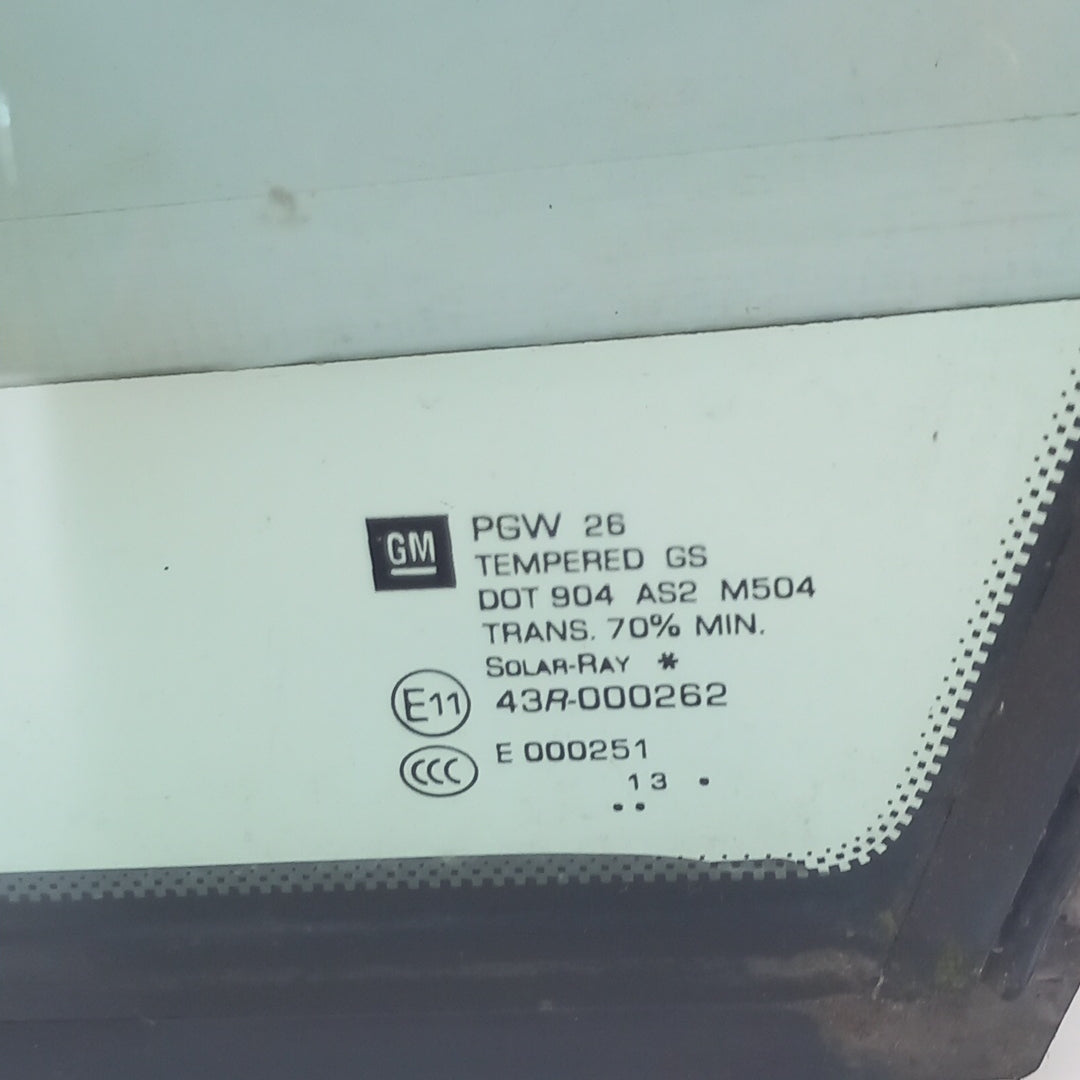 GM
PGW 26
TEMPERED GS
DOT 904 AS2 M504
TRANS. 70% MIN.
SOLAR-RAY *
E11 43R-000262
CCC E 000251
13 .
..